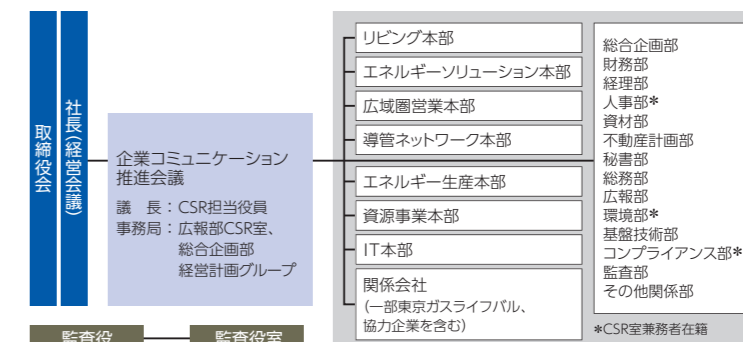 取締役会
社長（経営会議）
企業コミュニケーション
推進会議
議　長：CSR担当役員
事務局：広報部CSR室、
総合企画部
経営計画グループ
監査役
監査役室
リビング本部
エネルギーソリューション本部
広域圏営業本部
導管ネットワーク本部
エネルギー生産本部
資源事業本部
IT本部
関係会社
(一部東京ガスライフバル、
協力企業を含む)
総合企画部
財務部
経理部
人事部*
資材部
不動産計画部
秘書部
総務部
広報部
環境部*
基盤技術部
コンプライアンス部*
監査部
その他関係部
*CSR室兼務者在籍